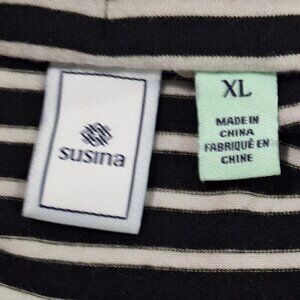 susina
XL
MADE IN
CHINA
FABRIQUÉ EN
CHINE